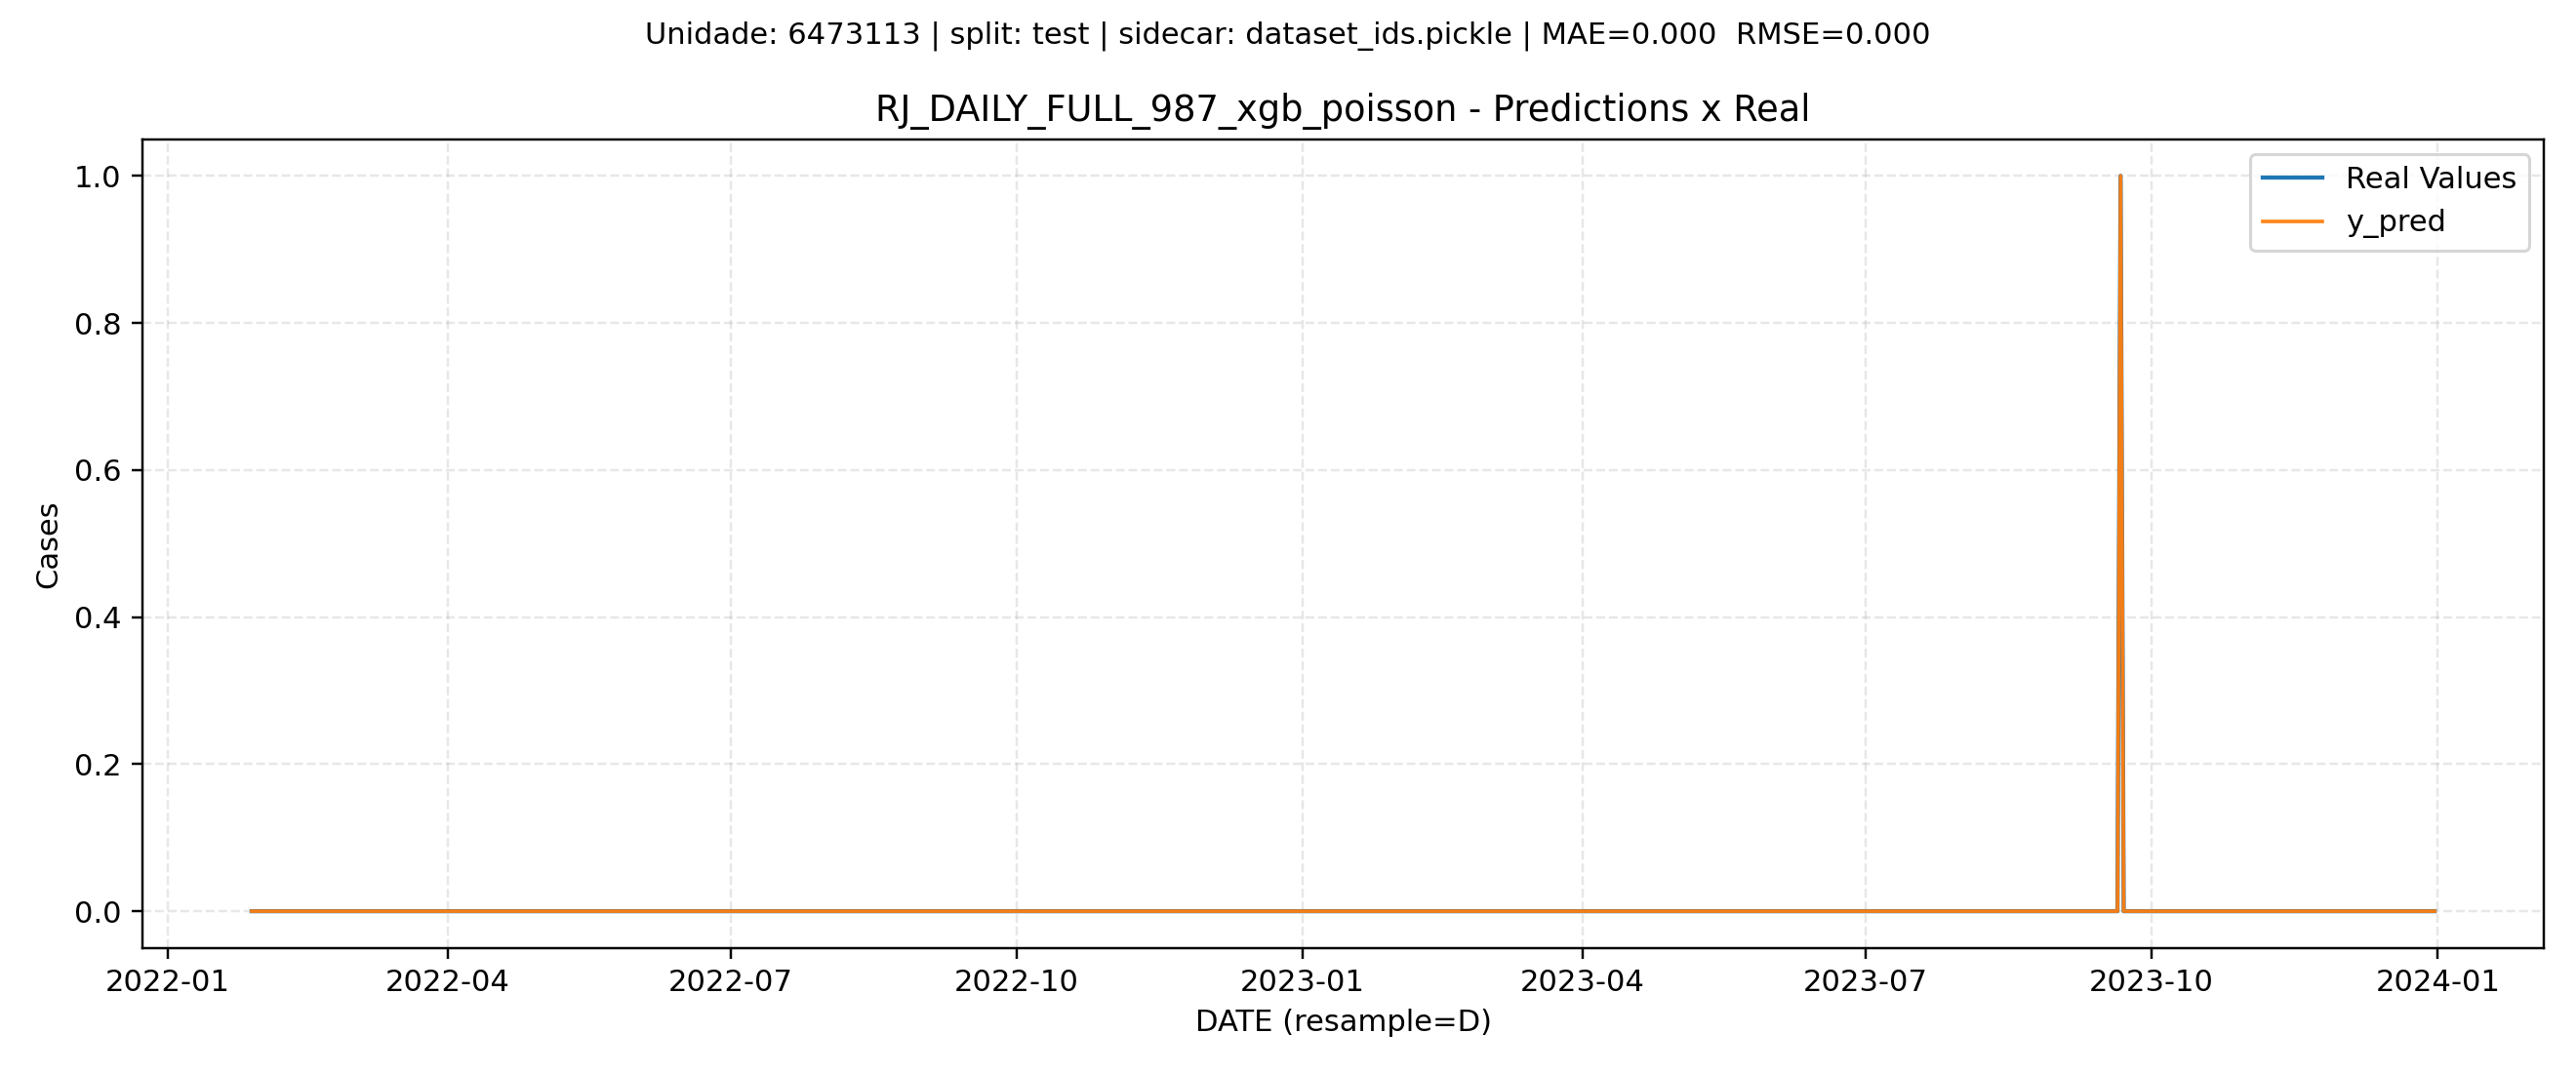 Unidade: 6473113 | split: test | sidecar: dataset_ids.pickle | MAE=0.000  RMSE=0.000
RJ_DAILY_FULL_987_xgb_poisson - Predictions x Real
Real Values
y_pred
1.0
0.8
0.6
0.4
0.2
0.0
Cases
2022-01 2022-04 2022-07 2022-10 2023-01 2023-04 2023-07 2023-10 2024-01
DATE (resample=D)